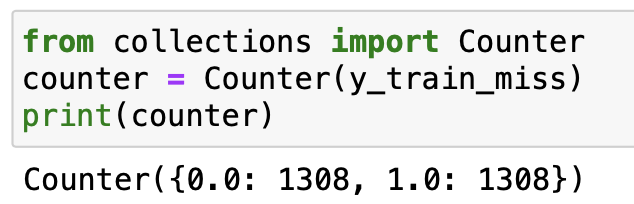 from collections import Counter
counter = Counter(y_train_miss)
print(counter)
Counter({0.0: 1308, 1.0: 1308})